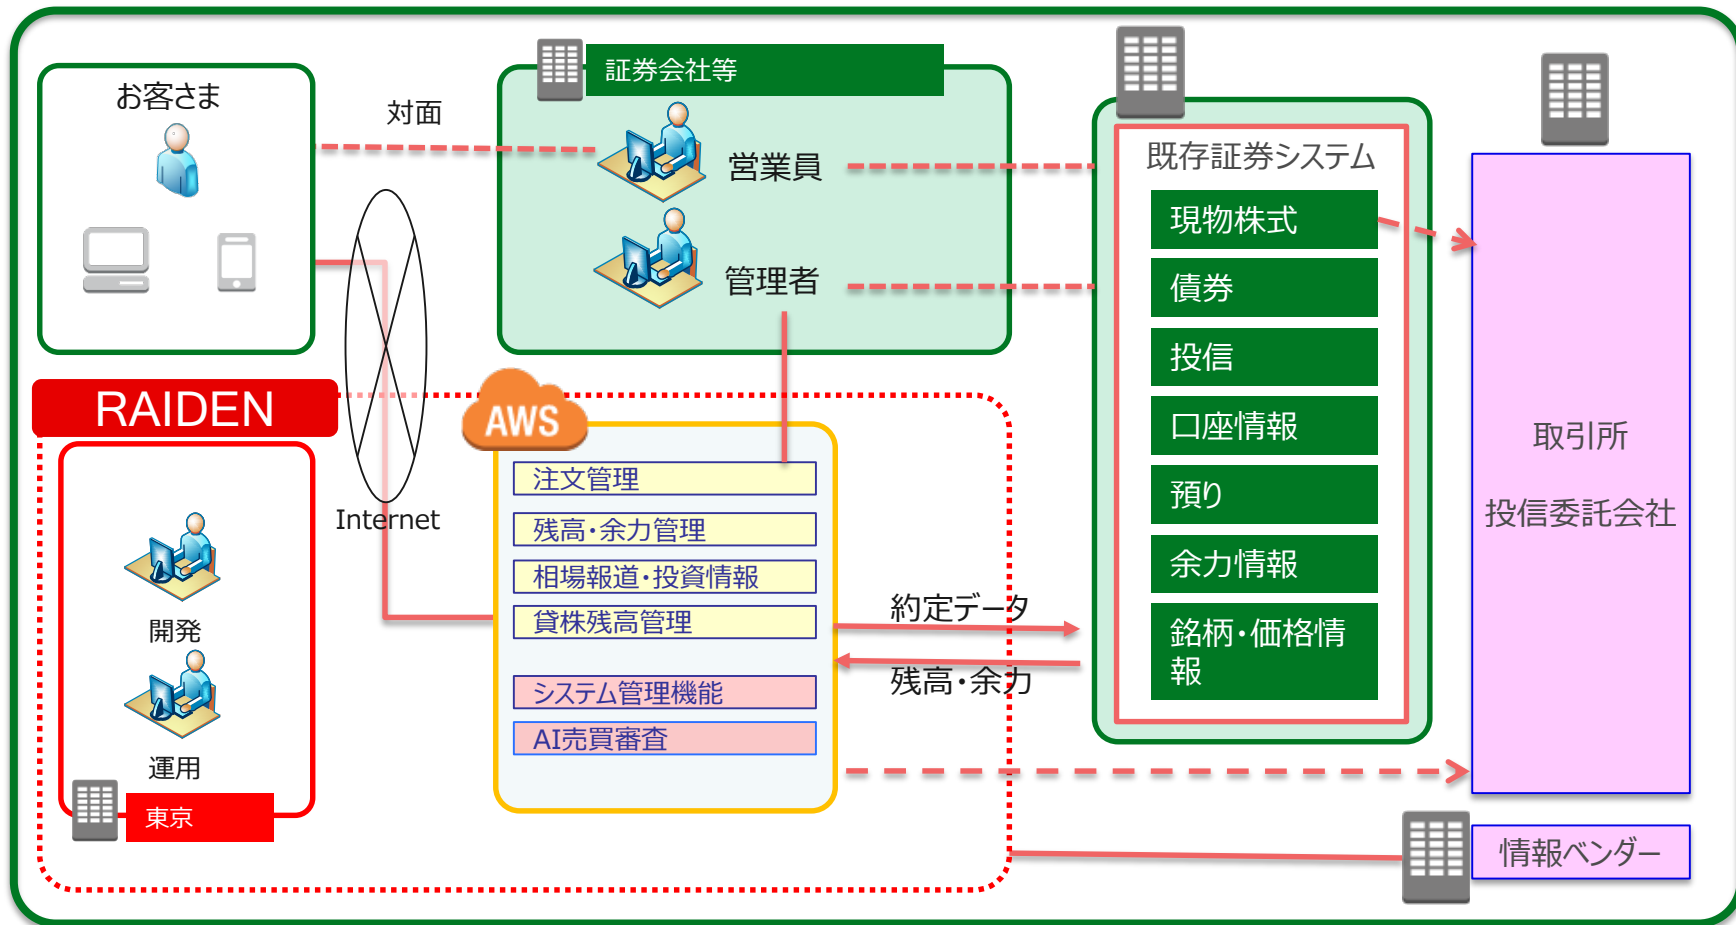 お客さま
対面
証券会社等
営業員
管理者
既存証券システム
現物株式
債券
投信
口座情報
預り
余力情報
銘柄・価格情
報
取引所
投信委託会社
情報ベンダー
RAIDEN
開発
運用
東京
Internet
AWS
注文管理
残高・余力管理
相場報道・投資情報
貸株残高管理
システム管理機能
AI売買審査
約定データ
残高・余力